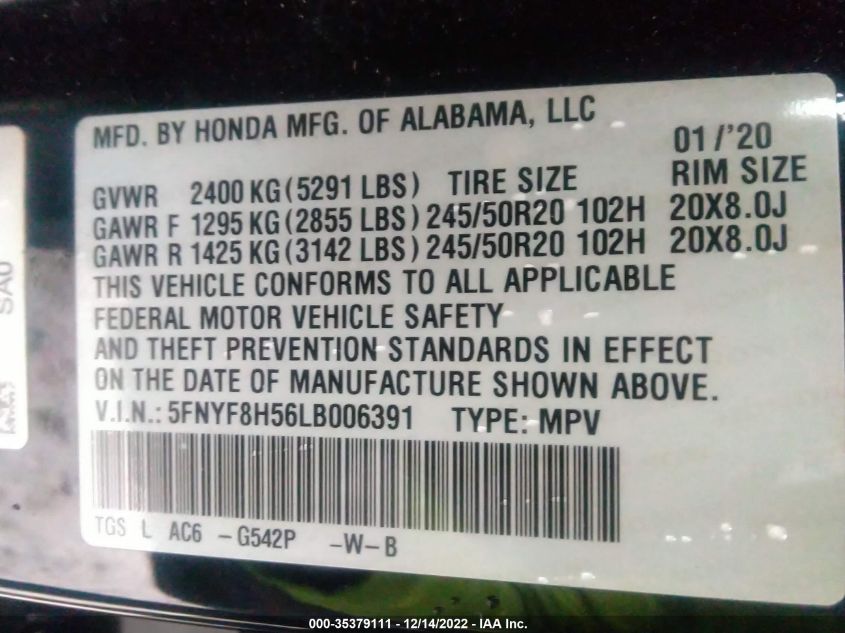 MFD. BY HONDA MFG. OF ALABAMA, LLC
01/'20
GVWR 2400 KG (5291 LBS) TIRE SIZE RIM SIZE
GAWR F 1295 KG (2855 LBS) 245/50R20 102H 20X8.0J
GAWR R 1425 KG (3142 LBS) 245/50R20 102H 20X8.0J
THIS VEHICLE CONFORMS TO ALL APPLICABLE
FEDERAL MOTOR VEHICLE SAFETY
AND THEFT PREVENTION STANDARDS IN EFFECT
ON THE DATE OF MANUFACTURE SHOWN ABOVE.
V.I.N.: 5FNYF8H56LB006391 TYPE: MPV
TGS L AC6 -G542P -W-B
SAU
000-35379111 - 12/14/2022 - IAA Inc.